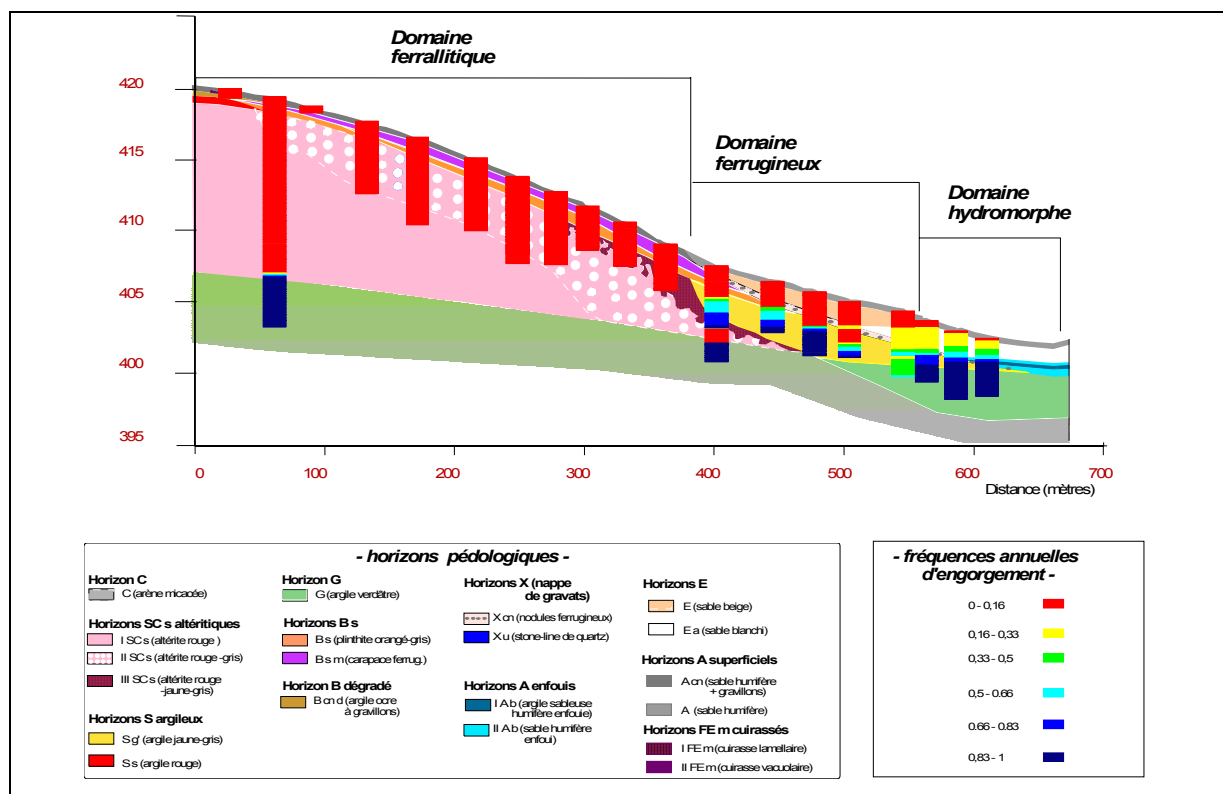 Domaine
ferrallitique
Domaine
ferrugineux
Domaine
hydromorphe
420
415
410
405
400
395
0
100
200
300
400
500
600
700
Distance (mètres)
- horizons pédologiques -
Horizon C
C (arène micacée)
Horizons SC s altéritiques
I SC s (altérite rouge )
II SC s (altérite rouge -gris)
III SC s (altérite rouge
-jaune-gris)
Horizons S argileux
S g' (argile jaune-gris)
S s (argile rouge)
Horizon G
G (argile verdâtre)
Horizons B s
B s (plinthite orangé-gris)
B s m (carapace ferrug.)
Horizon B dégradé
B cn d (argile ocre
à gravillons)
Horizons X (nappe
de gravats)
X cn (nodules ferrugineux)
X u (stone-line de quartz)
Horizons A enfouis
I A b (argile sableuse
humifère enfouie)
II A b (sable humifère
enfoui)
Horizons E
E (sable beige)
E a (sable blanchi)
Horizons A superficiels
A cn (sable humifère
+ gravillons)
A (sable humifère)
Horizons FE m cuirassés
I FE m (cuirasse lamellaire)
II FE m (cuirasse vacuolaire)
- fréquences annuelles
d'engorgement -
0 - 0,16
0,16 - 0,33
0,33 - 0,5
0,5 - 0.66
0.66 - 0,83
0,83 - 1